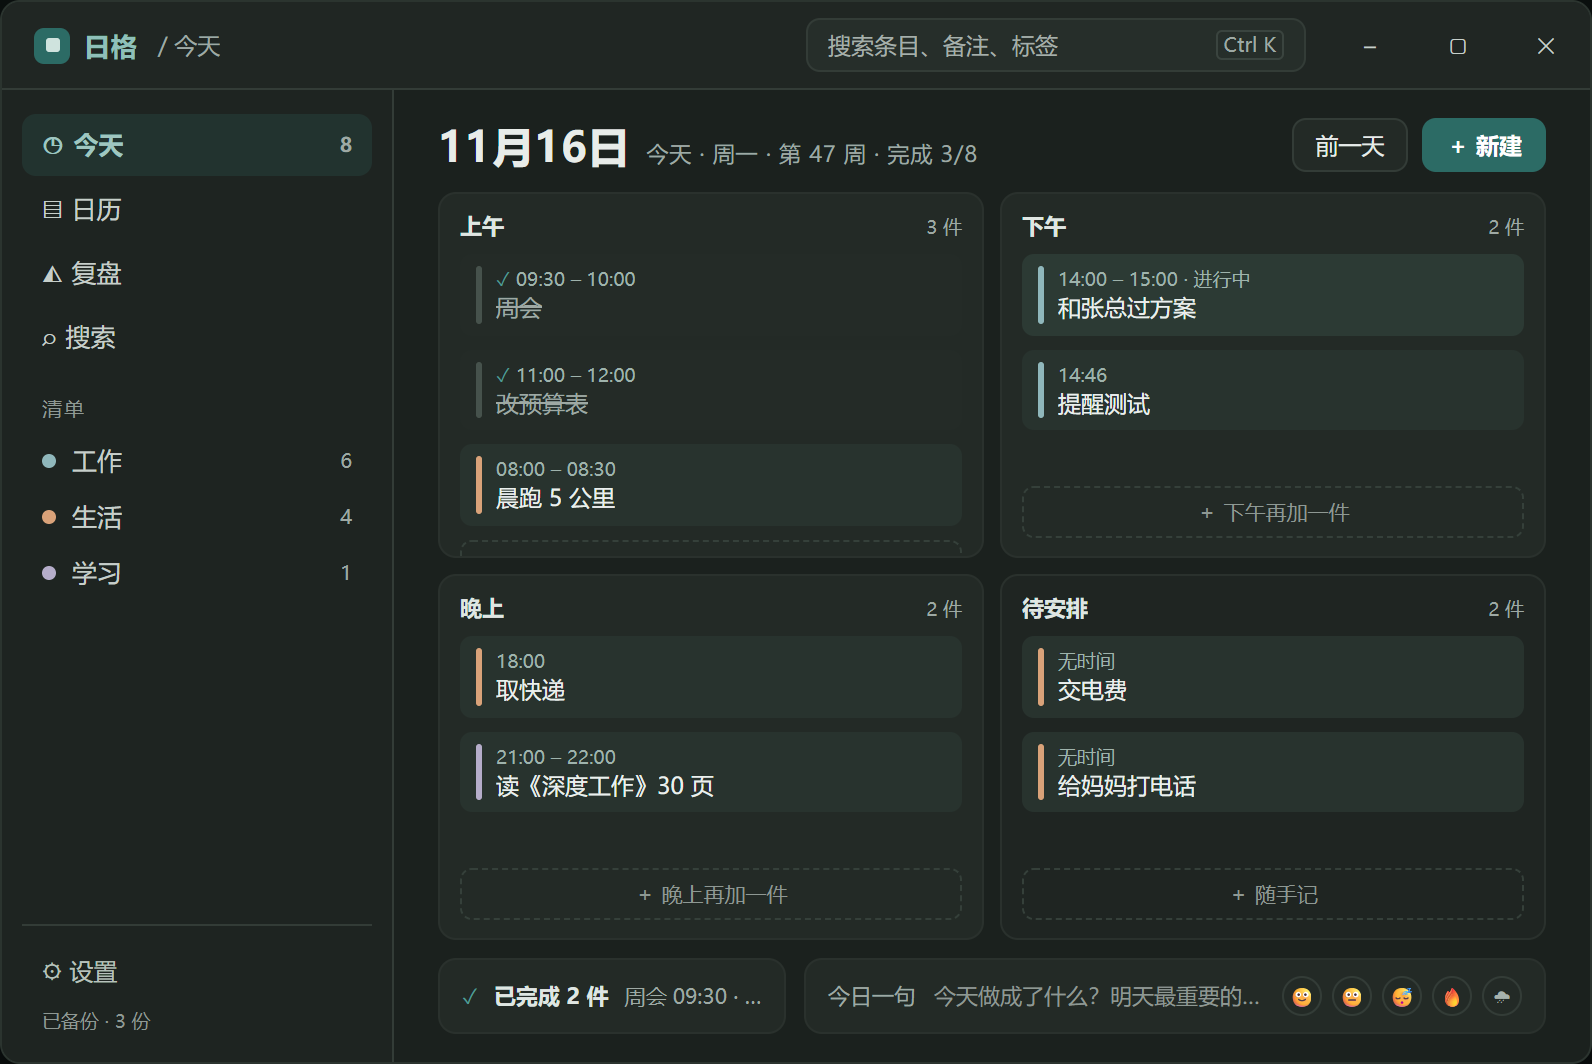 日格 / 今天
搜索条目、备注、标签 Ctrl K
今天 8
日历
复盘
搜索
清单
工作 6
生活 4
学习 1
设置
已备份 · 3 份
11月16日 今天 · 周一 · 第 47 周 · 完成 3/8
前一天
+ 新建
上午 3 件
✓ 09:30 – 10:00
周会
✓ 11:00 – 12:00
改预算表
08:00 – 08:30
晨跑 5 公里
下午 2 件
14:00 – 15:00 · 进行中
和张总过方案
14:46
提醒测试
+ 下午再加一件
晚上 2 件
18:00
取快递
21:00 – 22:00
读《深度工作》30 页
+ 晚上再加一件
待安排 2 件
无时间
交电费
无时间
给妈妈打电话
+ 随手记
✓ 已完成 2 件 周会 09:30 · ...
今日一句 今天做成了什么？明天最重要的...